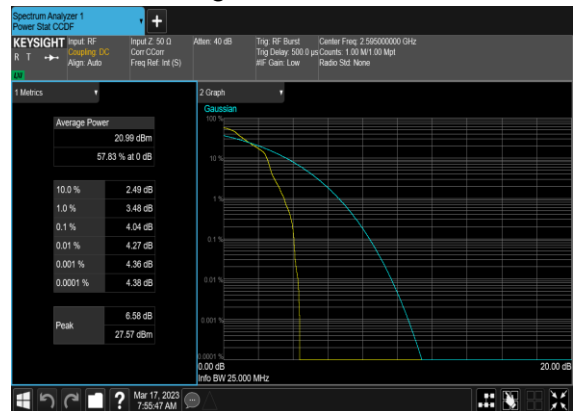 Spectrum Analyzer 1
Power Stat CCDF
+
KEYSIGHT
R T
LXI
Input: RF
Coupling: DC
Align: Auto
Input Z: 50 Ω
Corr CCorr
Freq Ref: Int (S)
Atten: 40 dB
Trig: RF Burst
Trig Delay: 500.0 µs
#IF Gain: Low
Center Freq: 2.595000000 GHz
Counts: 1.00 M/1.00 Mpt
Radio Std: None
1 Metrics
Average Power
20.99 dBm
57.83 % at 0 dB
10.0 % 2.49 dB
1.0 % 3.48 dB
0.1 % 4.04 dB
0.01 % 4.27 dB
0.001 % 4.36 dB
0.0001 % 4.38 dB
Peak
6.58 dB
27.57 dBm
2 Graph
Gaussian
100 %
10 %
1 %
0.1 %
0.01 %
0.001 %
0.0001 %
0.00 dB
20.00 dB
Info BW 25.000 MHz
?
Mar 17, 2023
7:55:47 AM